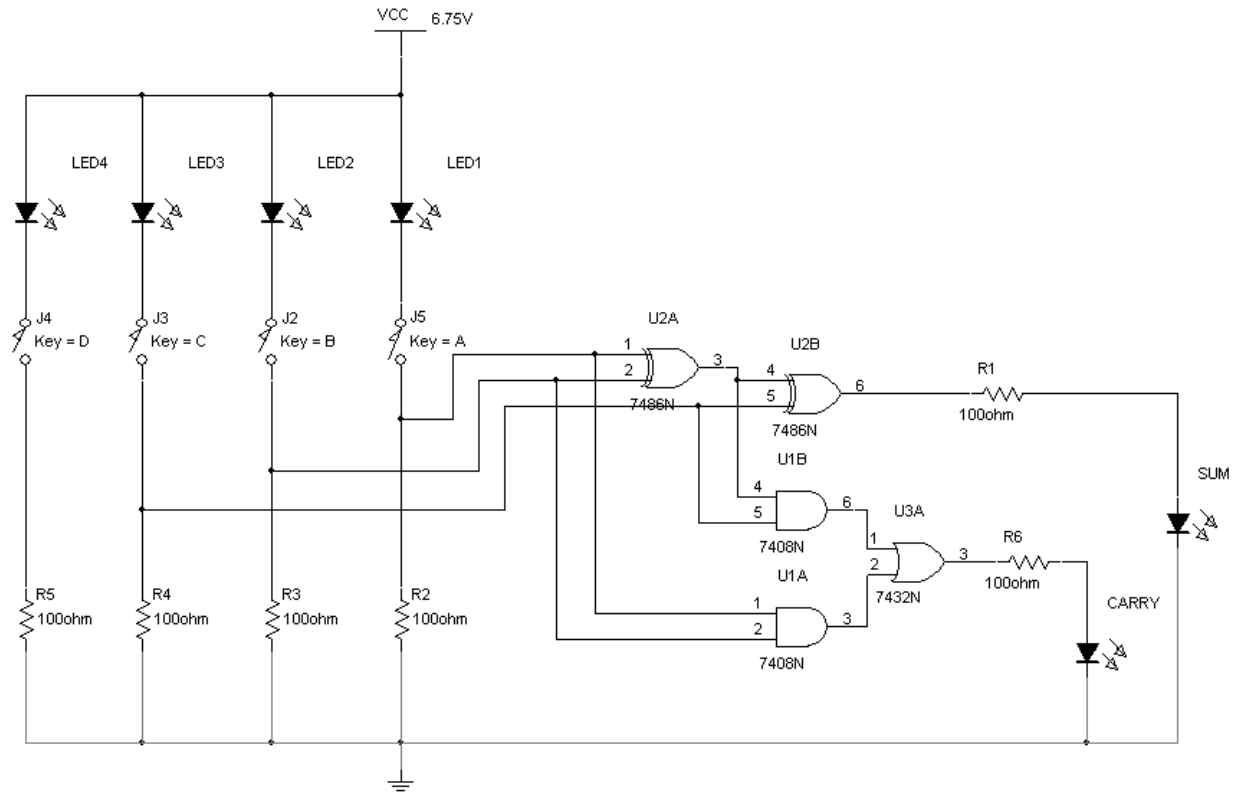 VCC 6.75V
LED4 LED3 LED2 LED1
J4 J3 J2 J5
Key = D Key = C Key = B Key = A
U2A
1 3
2
7486N
U2B
4 6
5
7486N
R1
100ohm
U1B
4 6
5
7408N
SUM
U3A
1 3
2
7432N
R6
100ohm
U1A
1 3
2
7408N
CARRY
R5 R4 R3 R2
100ohm 100ohm 100ohm 100ohm